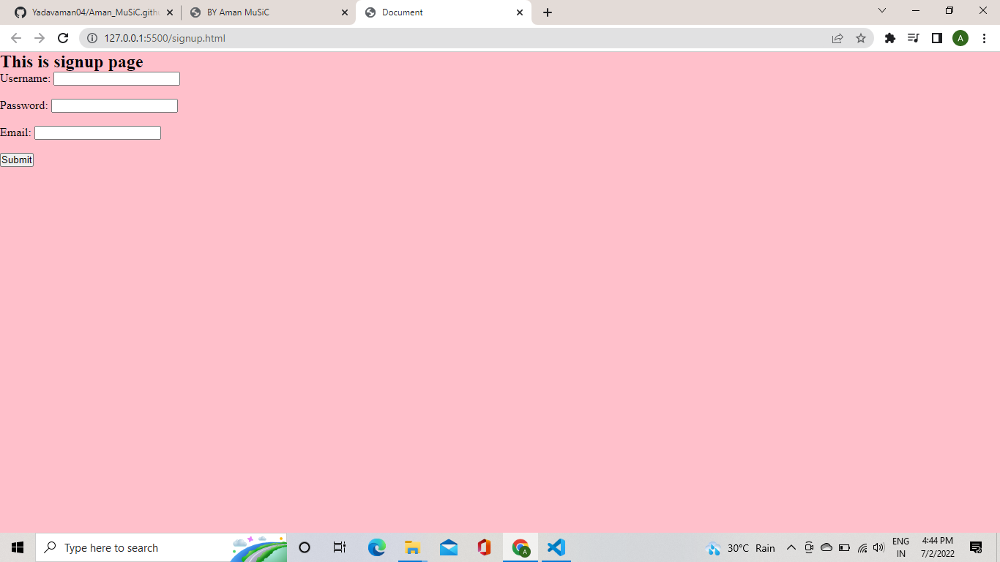 Yadavaman04/Aman_MuSiC.gith
BY Aman MuSiC
Document
127.0.0.1:5500/signup.html
A
This is signup page
Username:
Password:
Email:
Submit
Type here to search
A
30°C Rain
ENG
IN
4:44 PM
7/2/2022